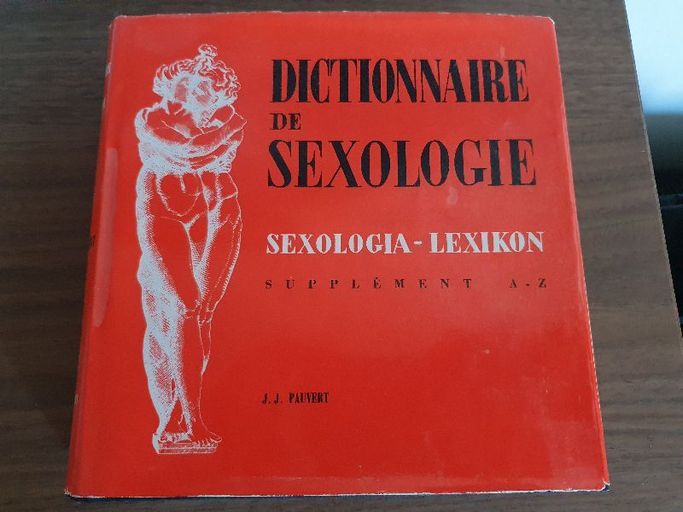 DICTIONNAIRE
DE
SEXOLOGIE
SEXOLOGIA-LEXIKON
SUPPLÉMENT A-Z
J. J. PAUVERT